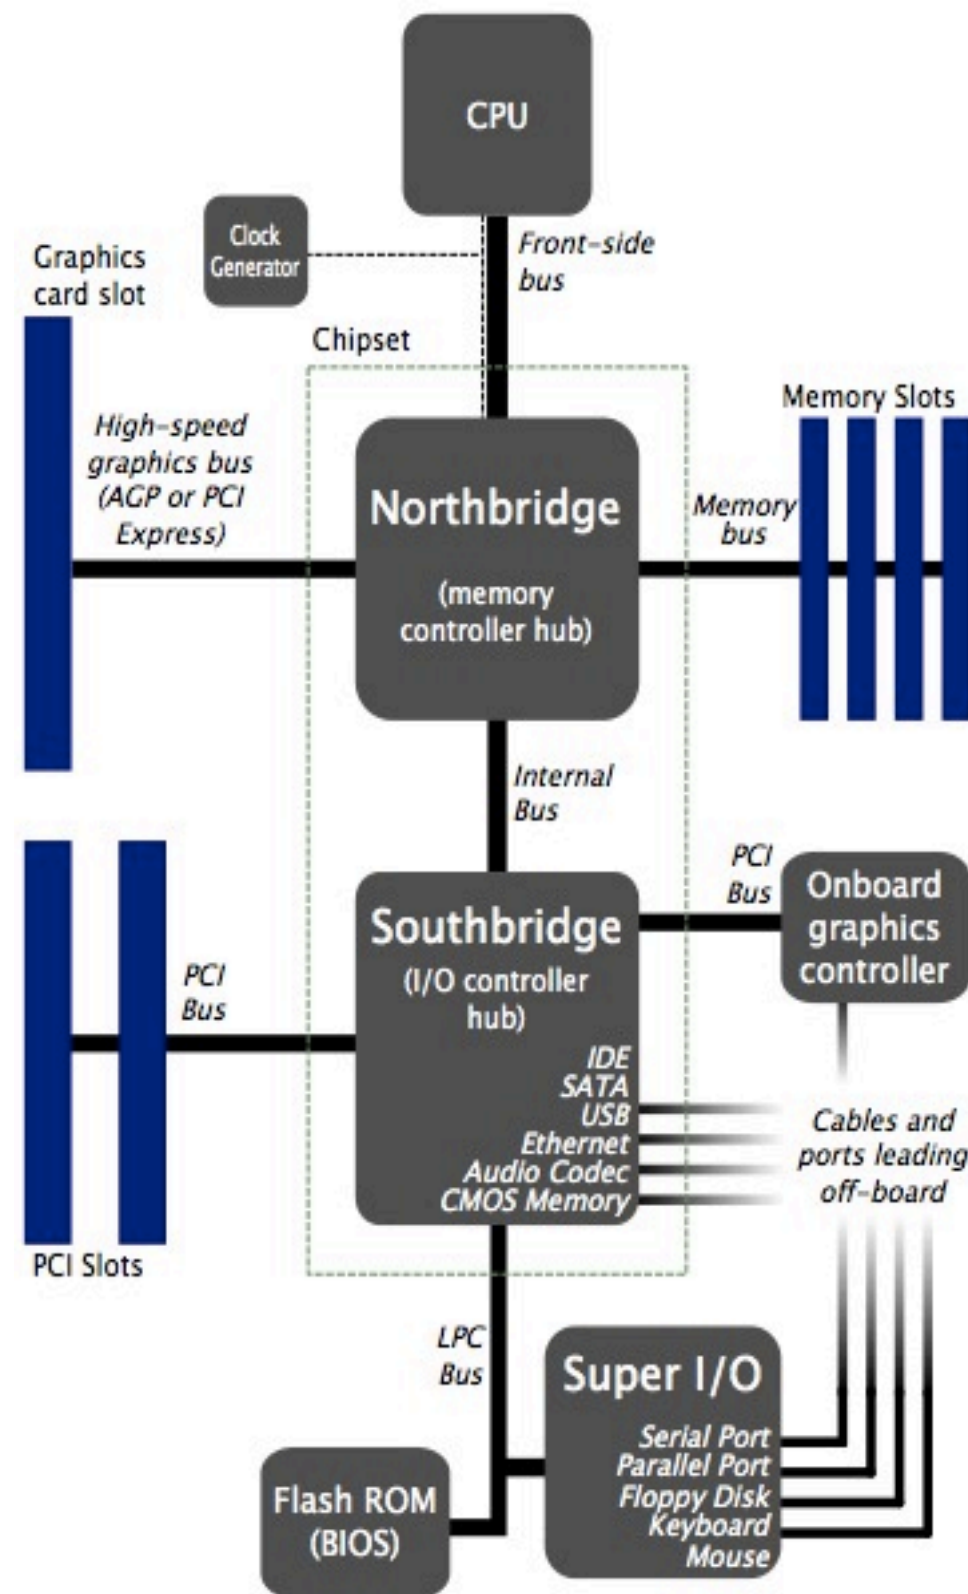 CPU
Clock
Generator
Front-side
bus
Graphics
card slot
Chipset
High-speed
graphics bus
(AGP or PCI
Express)
Northbridge
(memory
controller hub)
Memory Slots
Memory
bus
Internal
Bus
PCI
Bus
Onboard
graphics
controller
Southbridge
(I/O controller
hub)
PCI
Bus
IDE
SATA
USB
Ethernet
Audio Codec
CMOS Memory
Cables and
ports leading
off-board
PCI Slots
LPC
Bus
Super I/O
Serial Port
Parallel Port
Floppy Disk
Keyboard
Mouse
Flash ROM
(BIOS)